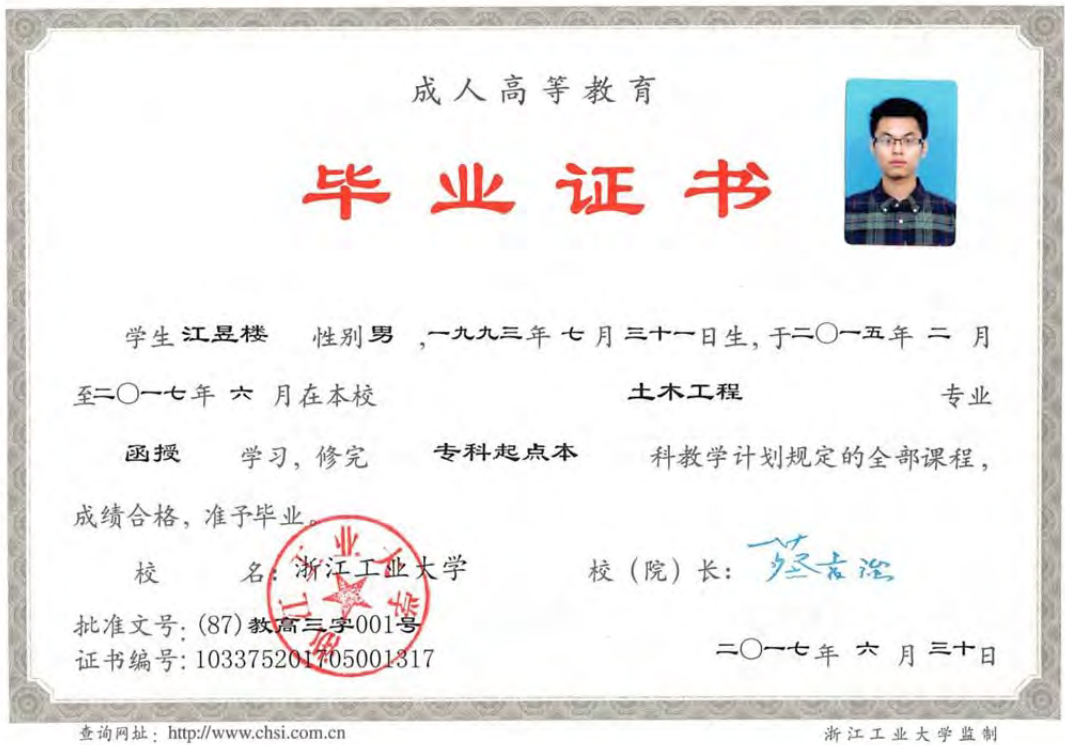 成人高等教育
毕业证书
学生 江昱楼 性别 男 ,一九九三年 七 月 三十一日生, 于二〇一五年 二 月
至二〇一七年 六 月在本校 土木工程 专业
函授 学习, 修完 专科起点本 科教学计划规定的全部课程,
成绩合格, 准予毕业。
校 名: 浙江工业大学 校（院）长:
浙江工业大学
批准文号: (87)教高三字001号
证书编号: 103375201705001317
二〇一七年 六 月 三十日
查询网址: http://www.chsi.com.cn 浙江工业大学监制